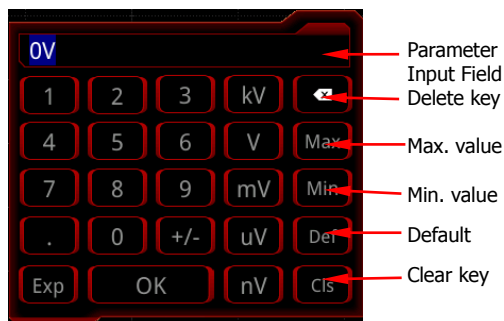 0V
Parameter
Input Field
1 2 3 kV
Delete key
4 5 6 V Max
Max. value
7 8 9 mV Min
Min. value
. 0 +/- uV Def
Default
Exp OK nV Cls
Clear key